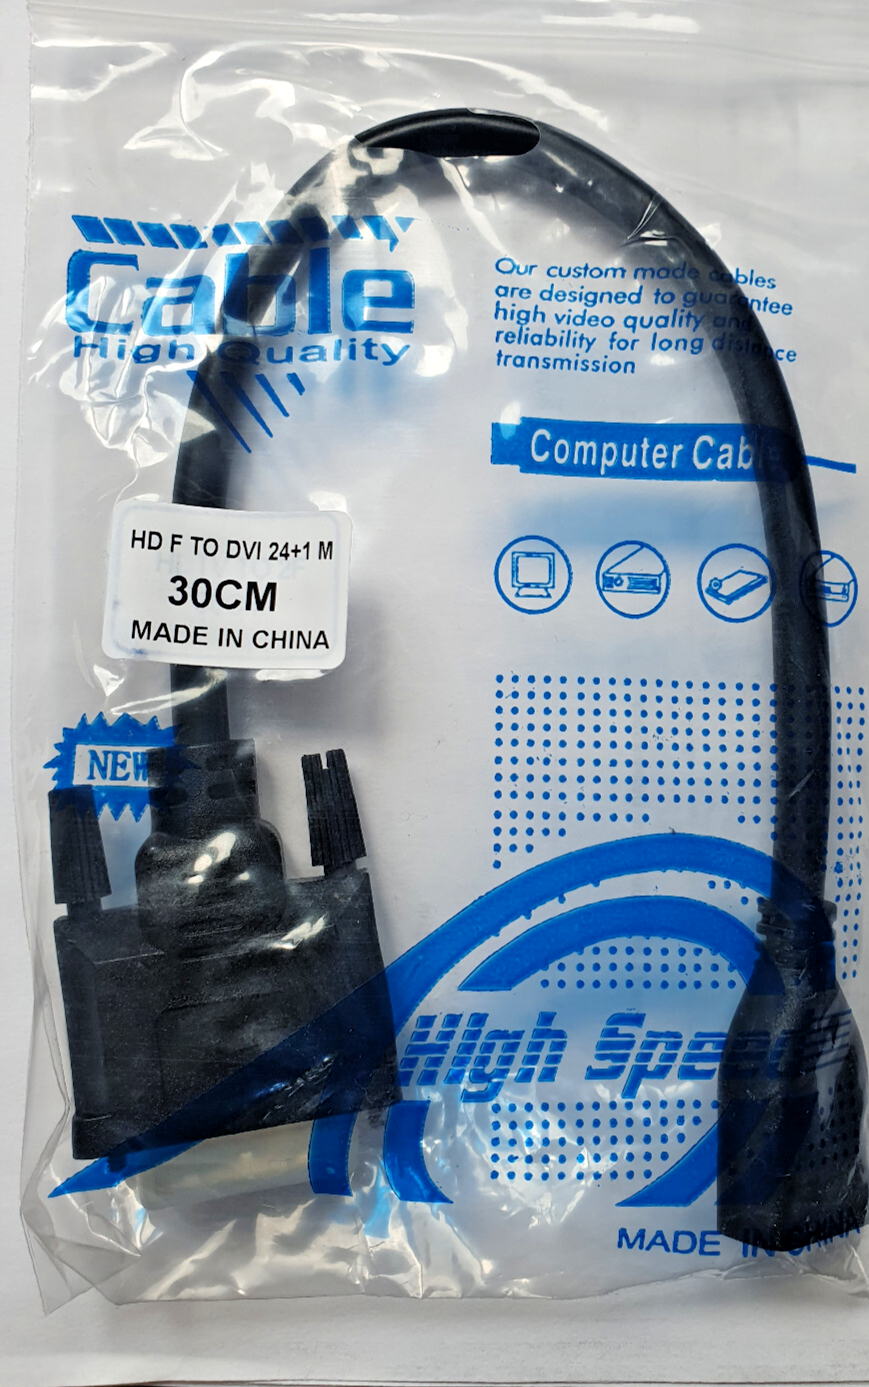 Cable
High Quality
Our custom made cables
are designed to guarantee
high video quality and
reliability for long distance
transmission
Computer Cable
HD F TO DVI 24+1 M
30CM
MADE IN CHINA
NEW
High Speed
MADE IN CHINA